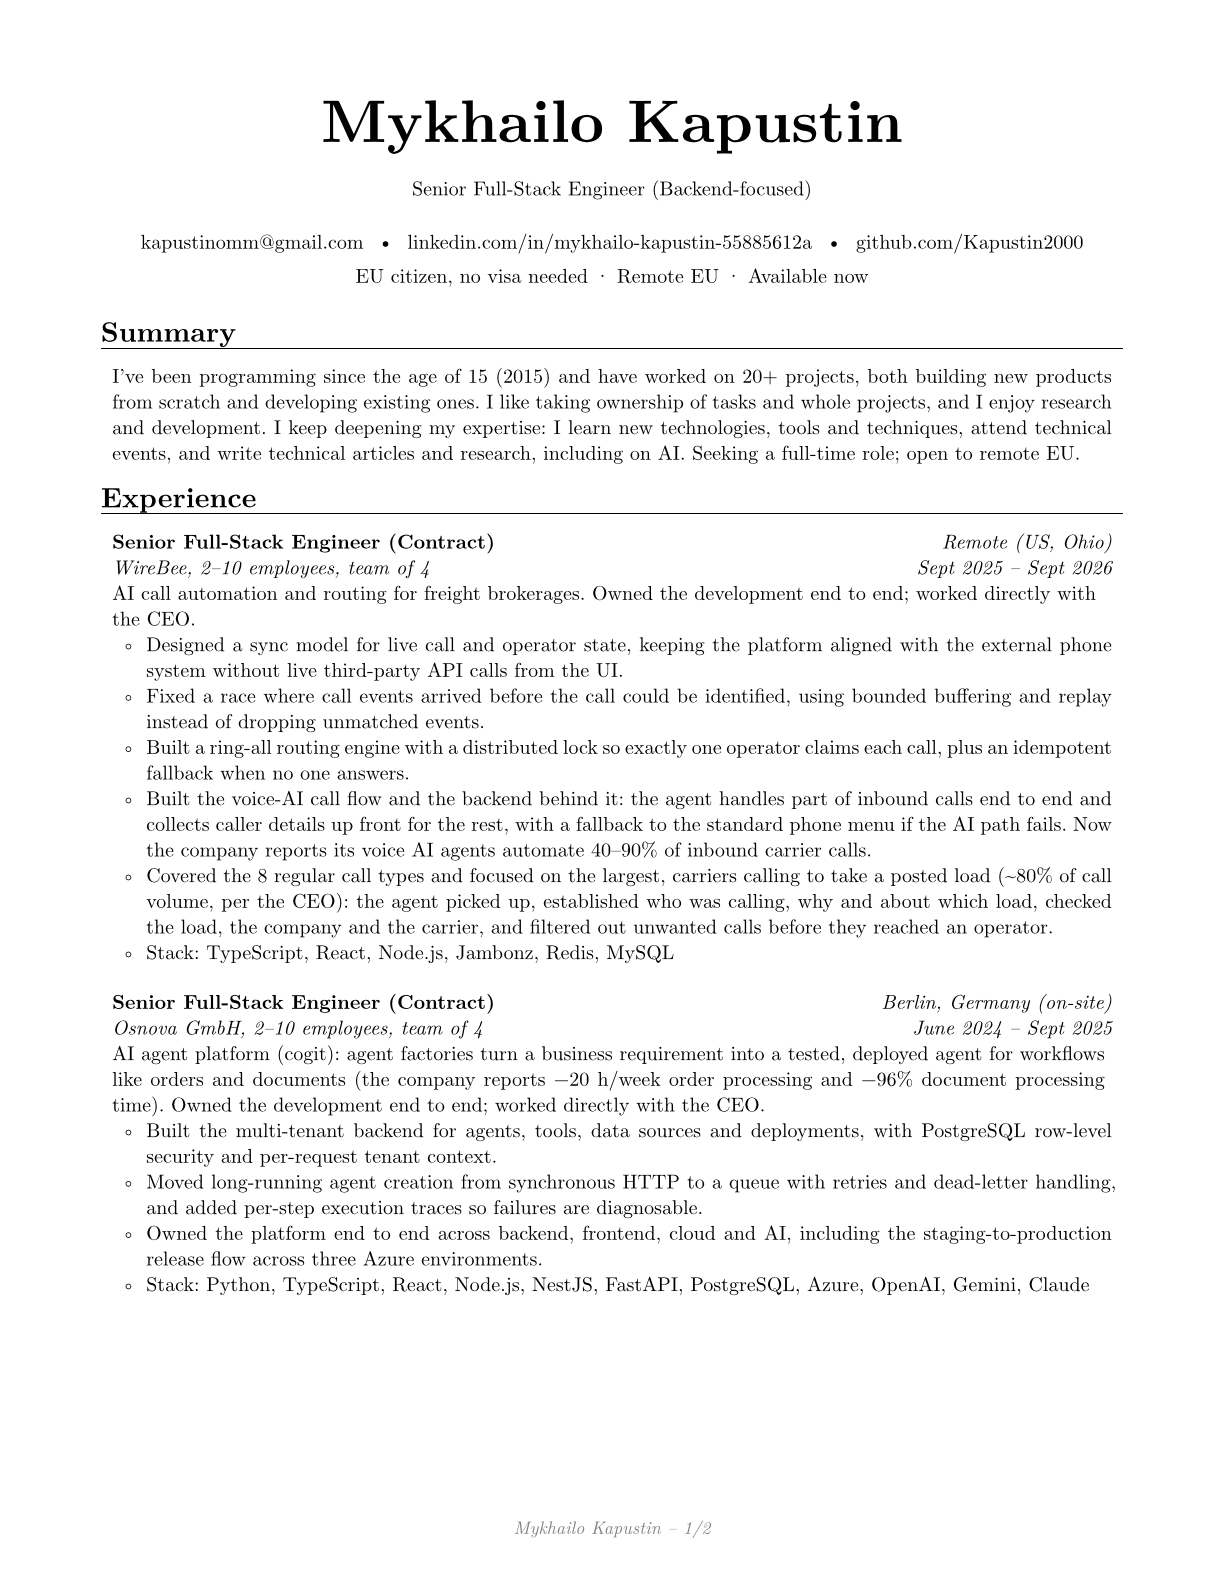 Mykhailo Kapustin
Senior Full-Stack Engineer (Backend-focused)
kapustinomm@gmail.com • linkedin.com/in/mykhailo-kapustin-55885612a • github.com/Kapustin2000
EU citizen, no visa needed · Remote EU · Available now
Summary
I've been programming since the age of 15 (2015) and have worked on 20+ projects, both building new products
from scratch and developing existing ones. I like taking ownership of tasks and whole projects, and I enjoy research
and development. I keep deepening my expertise: I learn new technologies, tools and techniques, attend technical
events, and write technical articles and research, including on AI. Seeking a full-time role; open to remote EU.
Experience
Senior Full-Stack Engineer (Contract) Remote (US, Ohio)
WireBee, 2–10 employees, team of 4 Sept 2025 – Sept 2026
AI call automation and routing for freight brokerages. Owned the development end to end; worked directly with
the CEO.
◦ Designed a sync model for live call and operator state, keeping the platform aligned with the external phone
system without live third-party API calls from the UI.
◦ Fixed a race where call events arrived before the call could be identified, using bounded buffering and replay
instead of dropping unmatched events.
◦ Built a ring-all routing engine with a distributed lock so exactly one operator claims each call, plus an idempotent
fallback when no one answers.
◦ Built the voice-AI call flow and the backend behind it: the agent handles part of inbound calls end to end and
collects caller details up front for the rest, with a fallback to the standard phone menu if the AI path fails. Now
the company reports its voice AI agents automate 40–90% of inbound carrier calls.
◦ Covered the 8 regular call types and focused on the largest, carriers calling to take a posted load (~80% of call
volume, per the CEO): the agent picked up, established who was calling, why and about which load, checked
the load, the company and the carrier, and filtered out unwanted calls before they reached an operator.
◦ Stack: TypeScript, React, Node.js, Jambonz, Redis, MySQL
Senior Full-Stack Engineer (Contract) Berlin, Germany (on-site)
Osnova GmbH, 2–10 employees, team of 4 June 2024 – Sept 2025
AI agent platform (cogit): agent factories turn a business requirement into a tested, deployed agent for workflows
like orders and documents (the company reports −20 h/week order processing and −96% document processing
time). Owned the development end to end; worked directly with the CEO.
◦ Built the multi-tenant backend for agents, tools, data sources and deployments, with PostgreSQL row-level
security and per-request tenant context.
◦ Moved long-running agent creation from synchronous HTTP to a queue with retries and dead-letter handling,
and added per-step execution traces so failures are diagnosable.
◦ Owned the platform end to end across backend, frontend, cloud and AI, including the staging-to-production
release flow across three Azure environments.
◦ Stack: Python, TypeScript, React, Node.js, NestJS, FastAPI, PostgreSQL, Azure, OpenAI, Gemini, Claude
Mykhailo Kapustin – 1/2